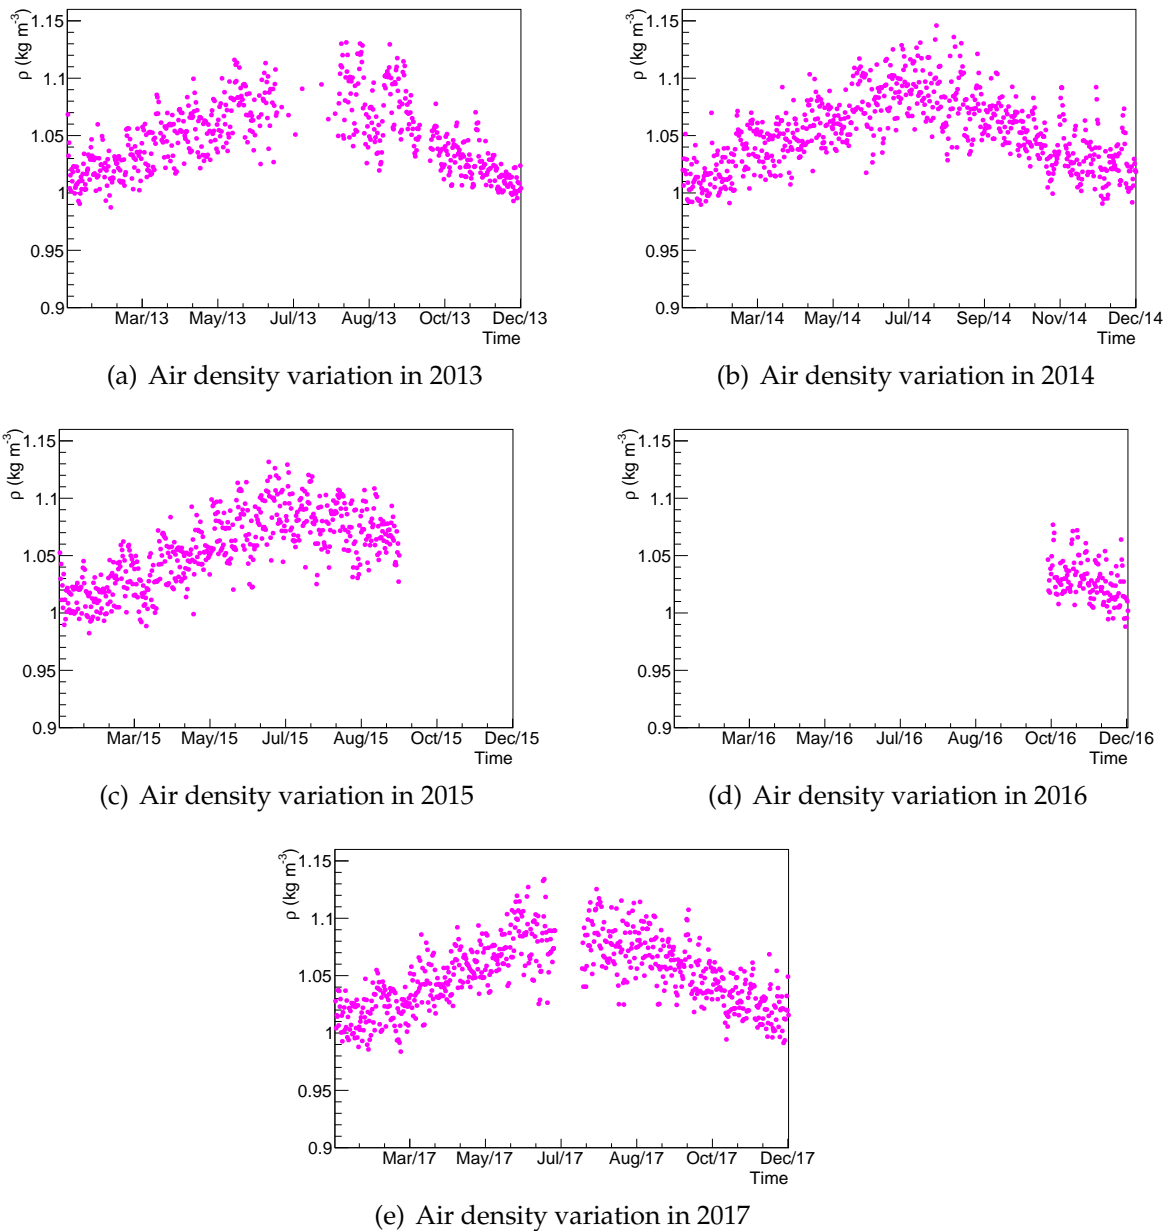 ρ (kg m-3)
1.15
1.1
1.05
1
0.95
0.9
Mar/13 May/13 Jul/13 Aug/13 Oct/13 Dec/13
Time
(a) Air density variation in 2013
ρ (kg m-3)
1.15
1.1
1.05
1
0.95
0.9
Mar/14 May/14 Jul/14 Sep/14 Nov/14 Dec/14
Time
(b) Air density variation in 2014
ρ (kg m-3)
1.15
1.1
1.05
1
0.95
0.9
Mar/15 May/15 Jul/15 Aug/15 Oct/15 Dec/15
Time
(c) Air density variation in 2015
ρ (kg m-3)
1.15
1.1
1.05
1
0.95
0.9
Mar/16 May/16 Jul/16 Aug/16 Oct/16 Dec/16
Time
(d) Air density variation in 2016
ρ (kg m-3)
1.15
1.1
1.05
1
0.95
0.9
Mar/17 May/17 Jul/17 Aug/17 Oct/17 Dec/17
Time
(e) Air density variation in 2017